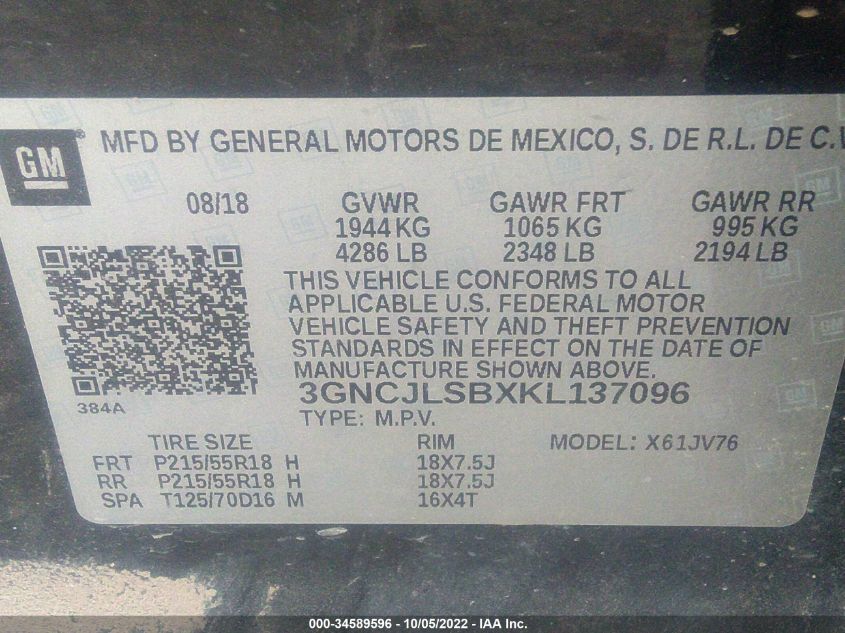 GM ® MFD BY GENERAL MOTORS DE MEXICO, S. DE R.L. DE C.V
08/18 GVWR GAWR FRT GAWR RR
1944 KG 1065 KG 995 KG
4286 LB 2348 LB 2194 LB
THIS VEHICLE CONFORMS TO ALL
APPLICABLE U.S. FEDERAL MOTOR
VEHICLE SAFETY AND THEFT PREVENTION
STANDARDS IN EFFECT ON THE DATE OF
MANUFACTURE SHOWN ABOVE.
384A 3GNCJLSBXKL137096
TYPE: M.P.V.
TIRE SIZE RIM MODEL: X61JV76
FRT P215/55R18 H 18X7.5J
RR P215/55R18 H 18X7.5J
SPA T125/70D16 M 16X4T
000-34589596 - 10/05/2022 - IAA Inc.